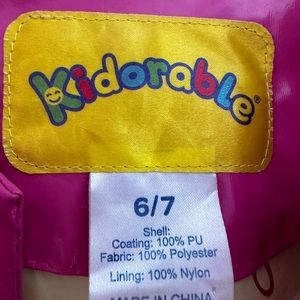 Kidorable®
6/7
Shell:
Coating: 100% PU
Fabric: 100% Polyester
Lining: 100% Nylon
MADE IN CHINA